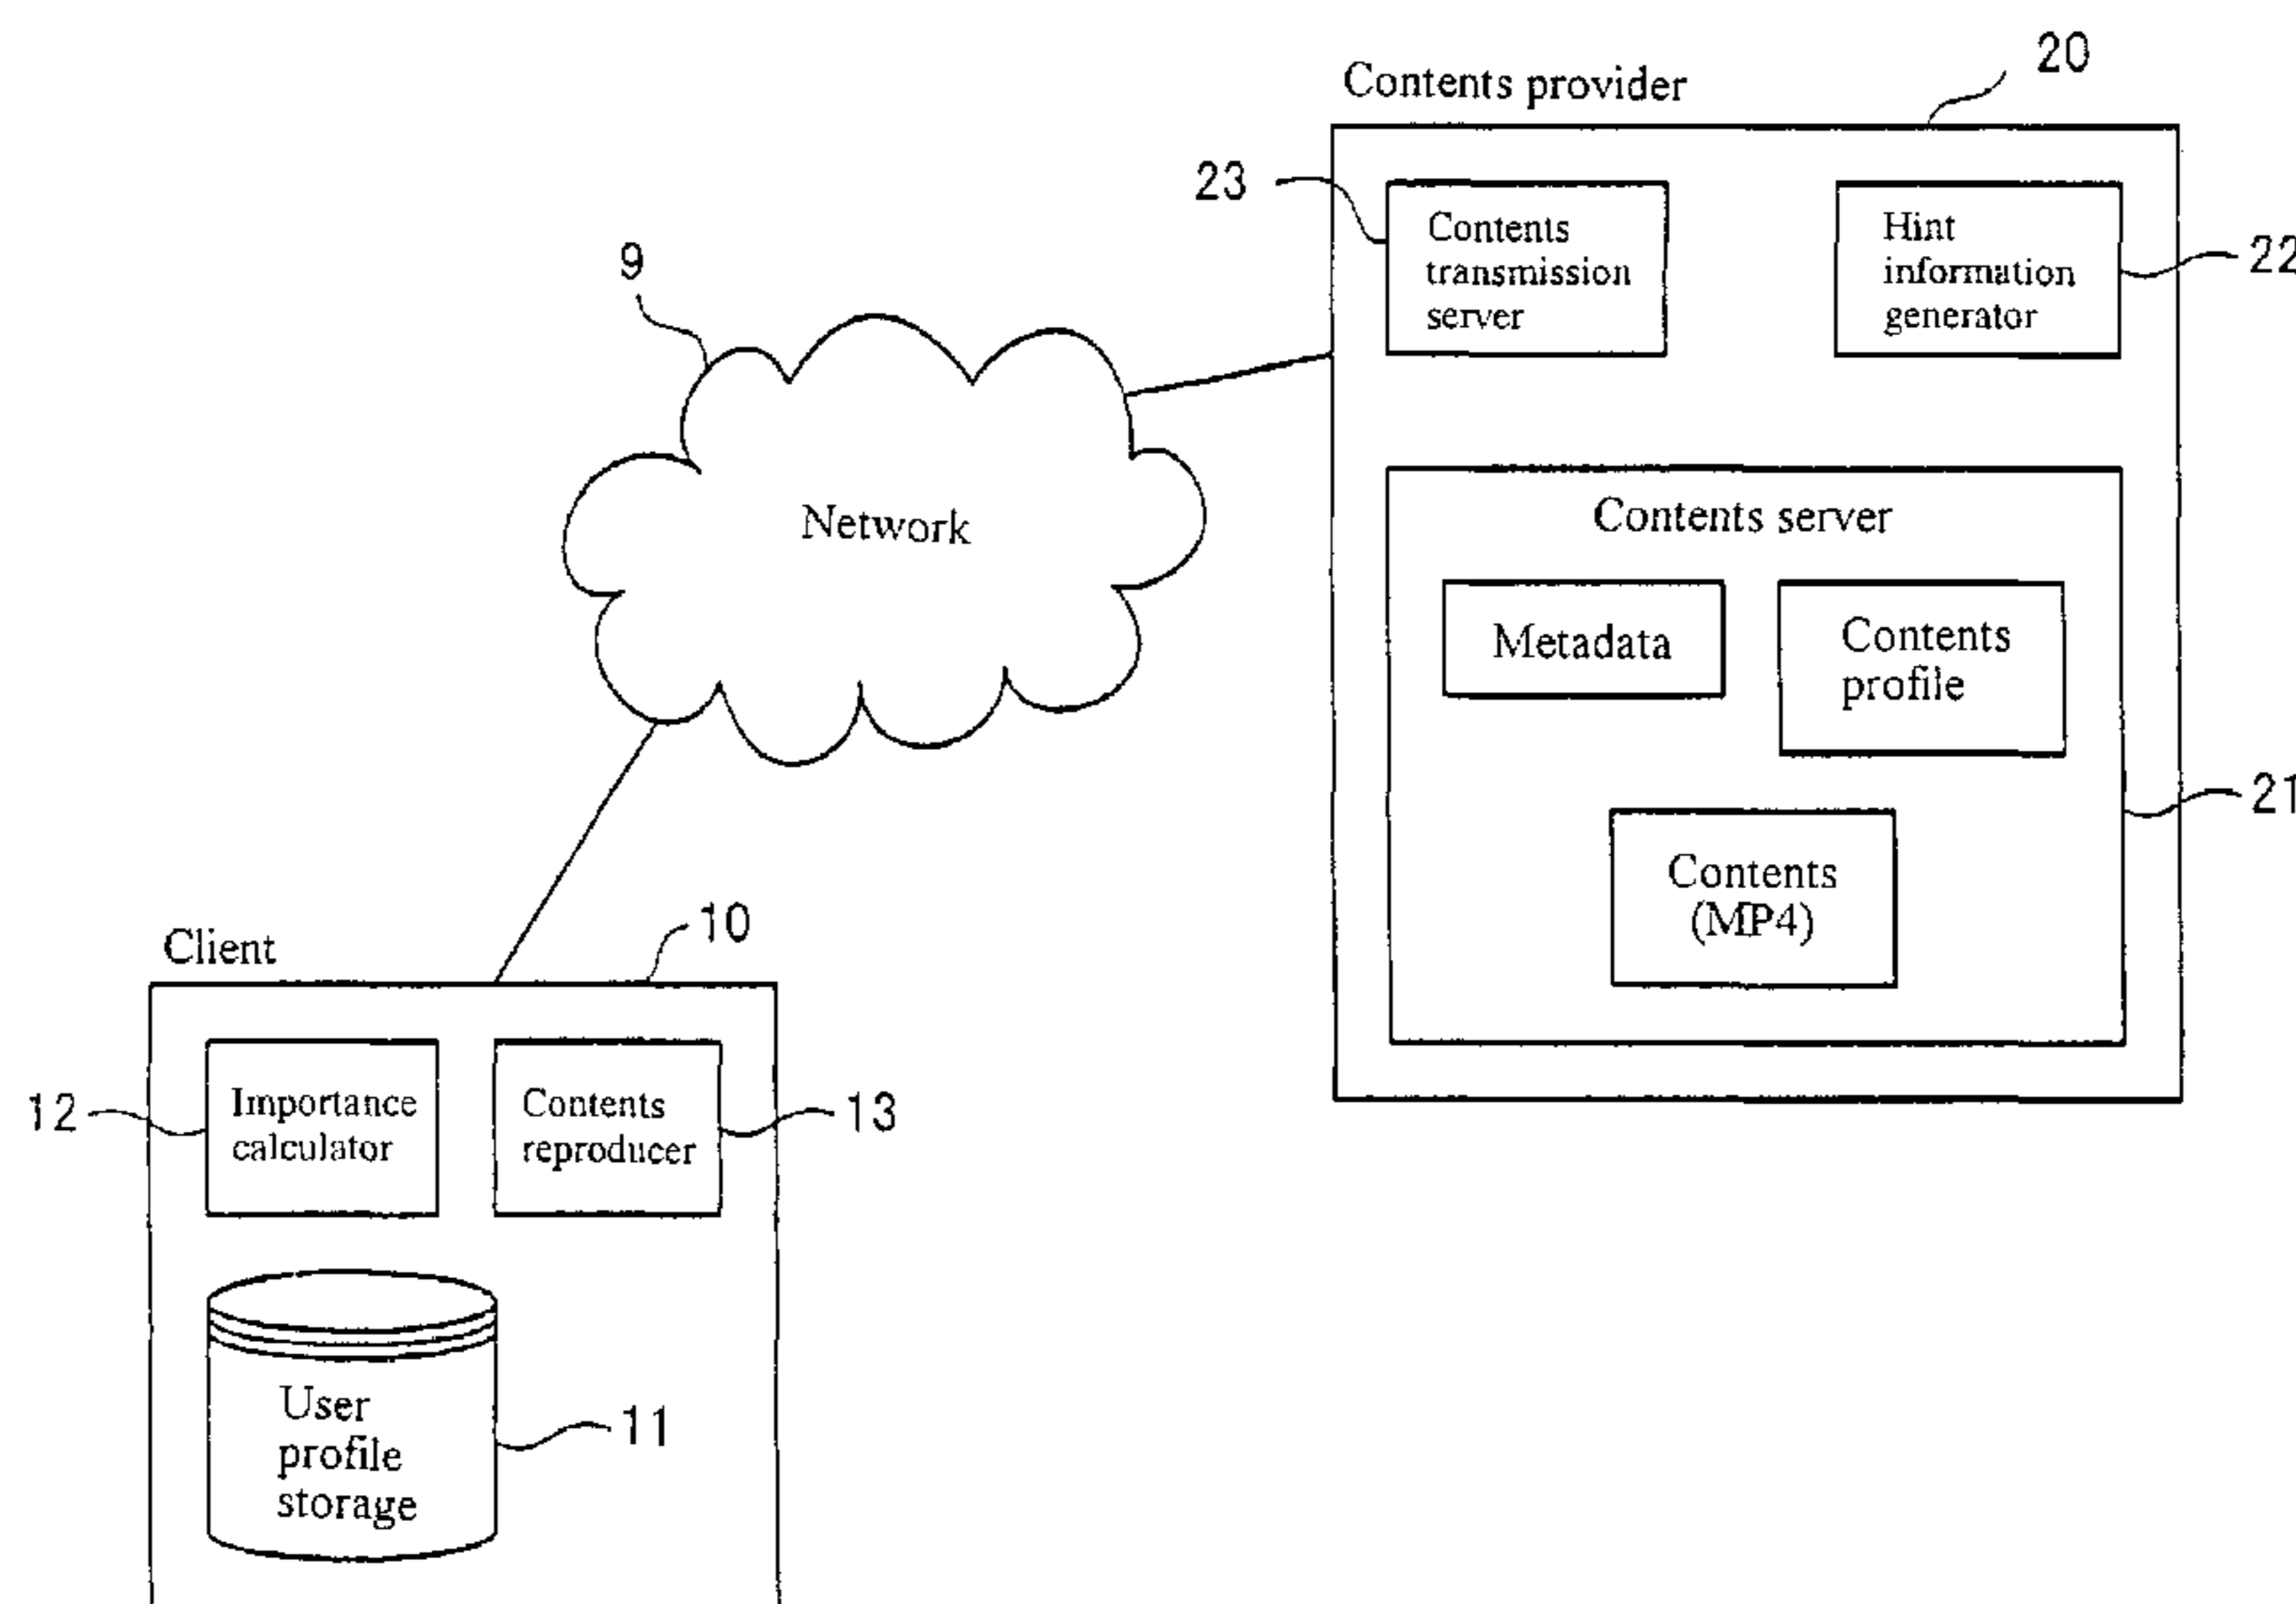 20
Contents provider
23
Contents
transmission
server
Hint
information
generator
22
9
Network
Contents server
Metadata
Contents
profile
21
Contents
(MP4)
Client
10
12
Importance
calculator
Contents
reproducer
13
User
profile
storage
11